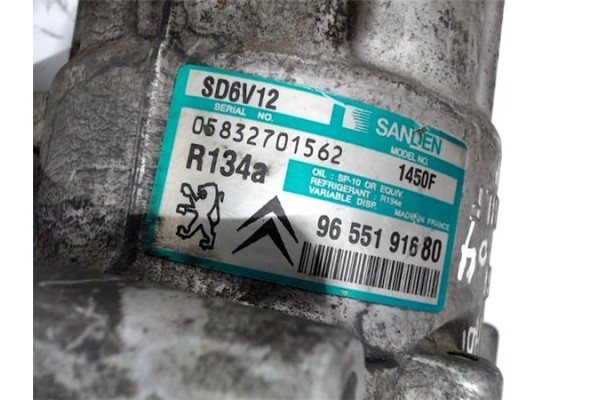 SD6V12
SERIAL NO.
SANDEN
05832701562
MODEL NO.
1450F
R134a
OIL : SP-10 OR EQUIV.
REFRIGERANT : R134a
VARIABLE DISP.
MADE IN FRANCE
96 551 916 80